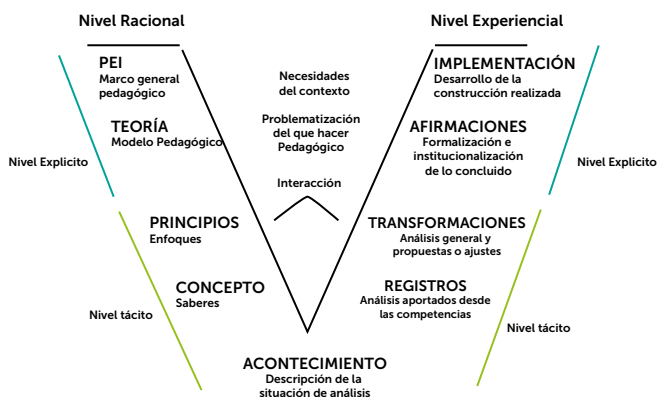 Nivel Racional
Nivel Experiencial
PEI
Marco general
pedagógico
TEORÍA
Modelo Pedagógico
Nivel Explicito
PRINCIPIOS
Enfoques
CONCEPTO
Saberes
Nivel tácito
Necesidades
del contexto
Problematización
del que hacer
Pedagógico
Interacción
IMPLEMENTACIÓN
Desarrollo de la
construcción realizada
AFIRMACIONES
Formalización e
institucionalización
de lo concluido
Nivel Explicito
TRANSFORMACIONES
Análisis general y
propuestas o ajustes
REGISTROS
Análisis aportados desde
las competencias
Nivel tácito
ACONTECIMIENTO
Descripción de la
situación de análisis